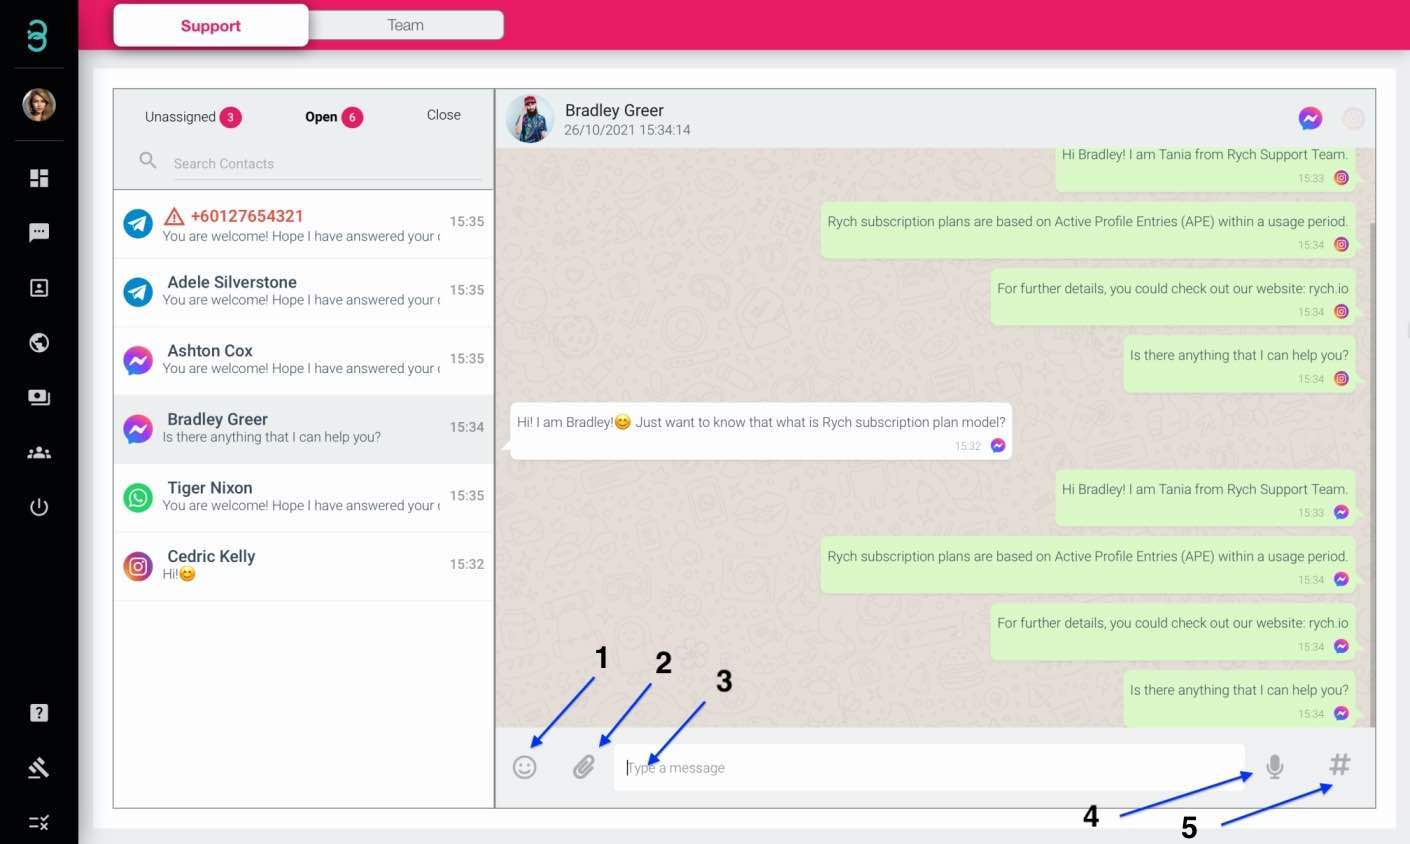 Support
Team
Unassigned 3
Open 6
Close
Search Contacts
+60127654321
15:35
You are welcome! Hope I have answered your
Adele Silverstone
15:35
You are welcome! Hope I have answered your
Ashton Cox
15:35
You are welcome! Hope I have answered your
Bradley Greer
15:34
Is there anything that I can help you?
Tiger Nixon
15:35
You are welcome! Hope I have answered your
Cedric Kelly
15:32
Hi!😊
Bradley Greer
26/10/2021 15:34:14
Hi Bradley! I am Tania from Rych Support Team.
15:33
Rych subscription plans are based on Active Profile Entries (APE) within a usage period.
15:34
For further details, you could check out our website: rych.io
15:34
Is there anything that I can help you?
15:34
Hi! I am Bradley!😊 Just want to know that what is Rych subscription plan model?
15:32
Hi Bradley! I am Tania from Rych Support Team.
15:33
Rych subscription plans are based on Active Profile Entries (APE) within a usage period.
15:34
For further details, you could check out our website: rych.io
15:34
Is there anything that I can help you?
15:34
1
2
3
Type a message
#
4
5